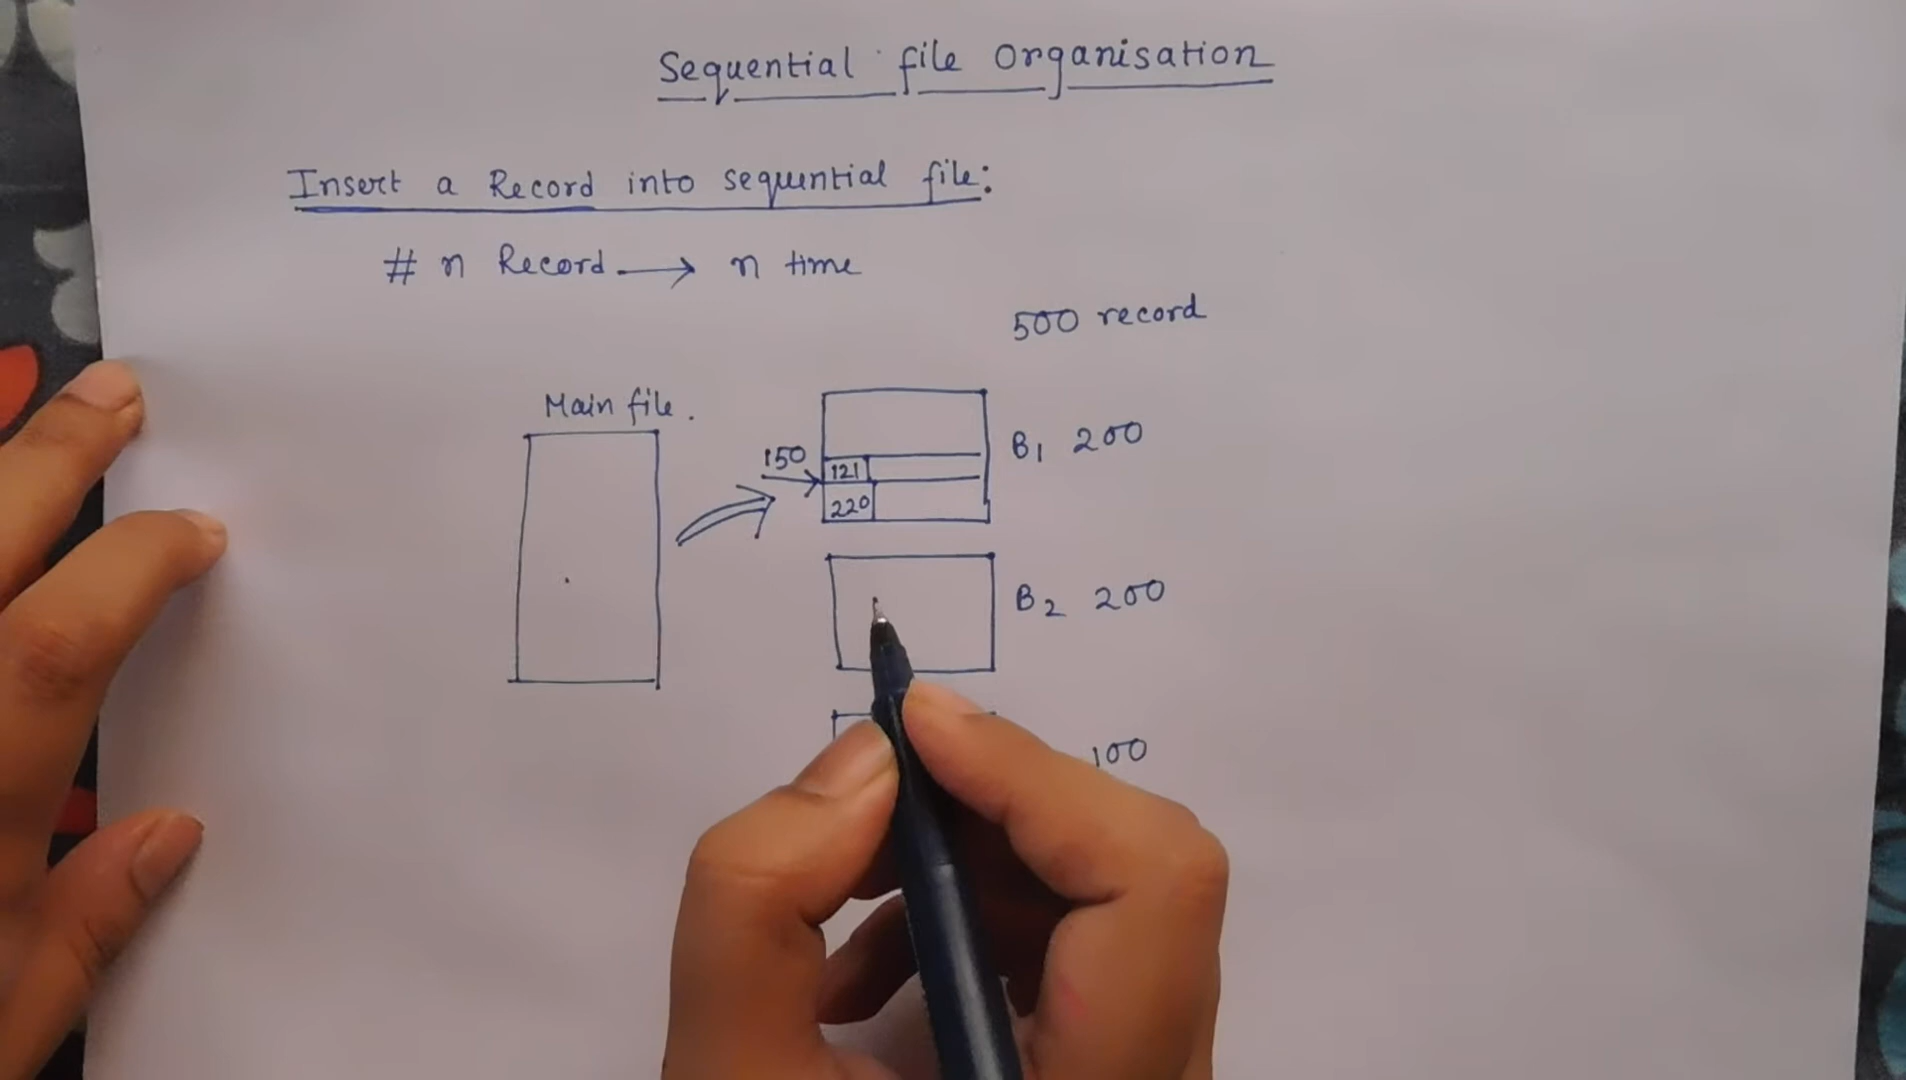 Sequential file Organisation
Insert a Record into sequential file:
# n Record → n time
500 record
Main file.
B1 200
150
121
220
B2 200
100